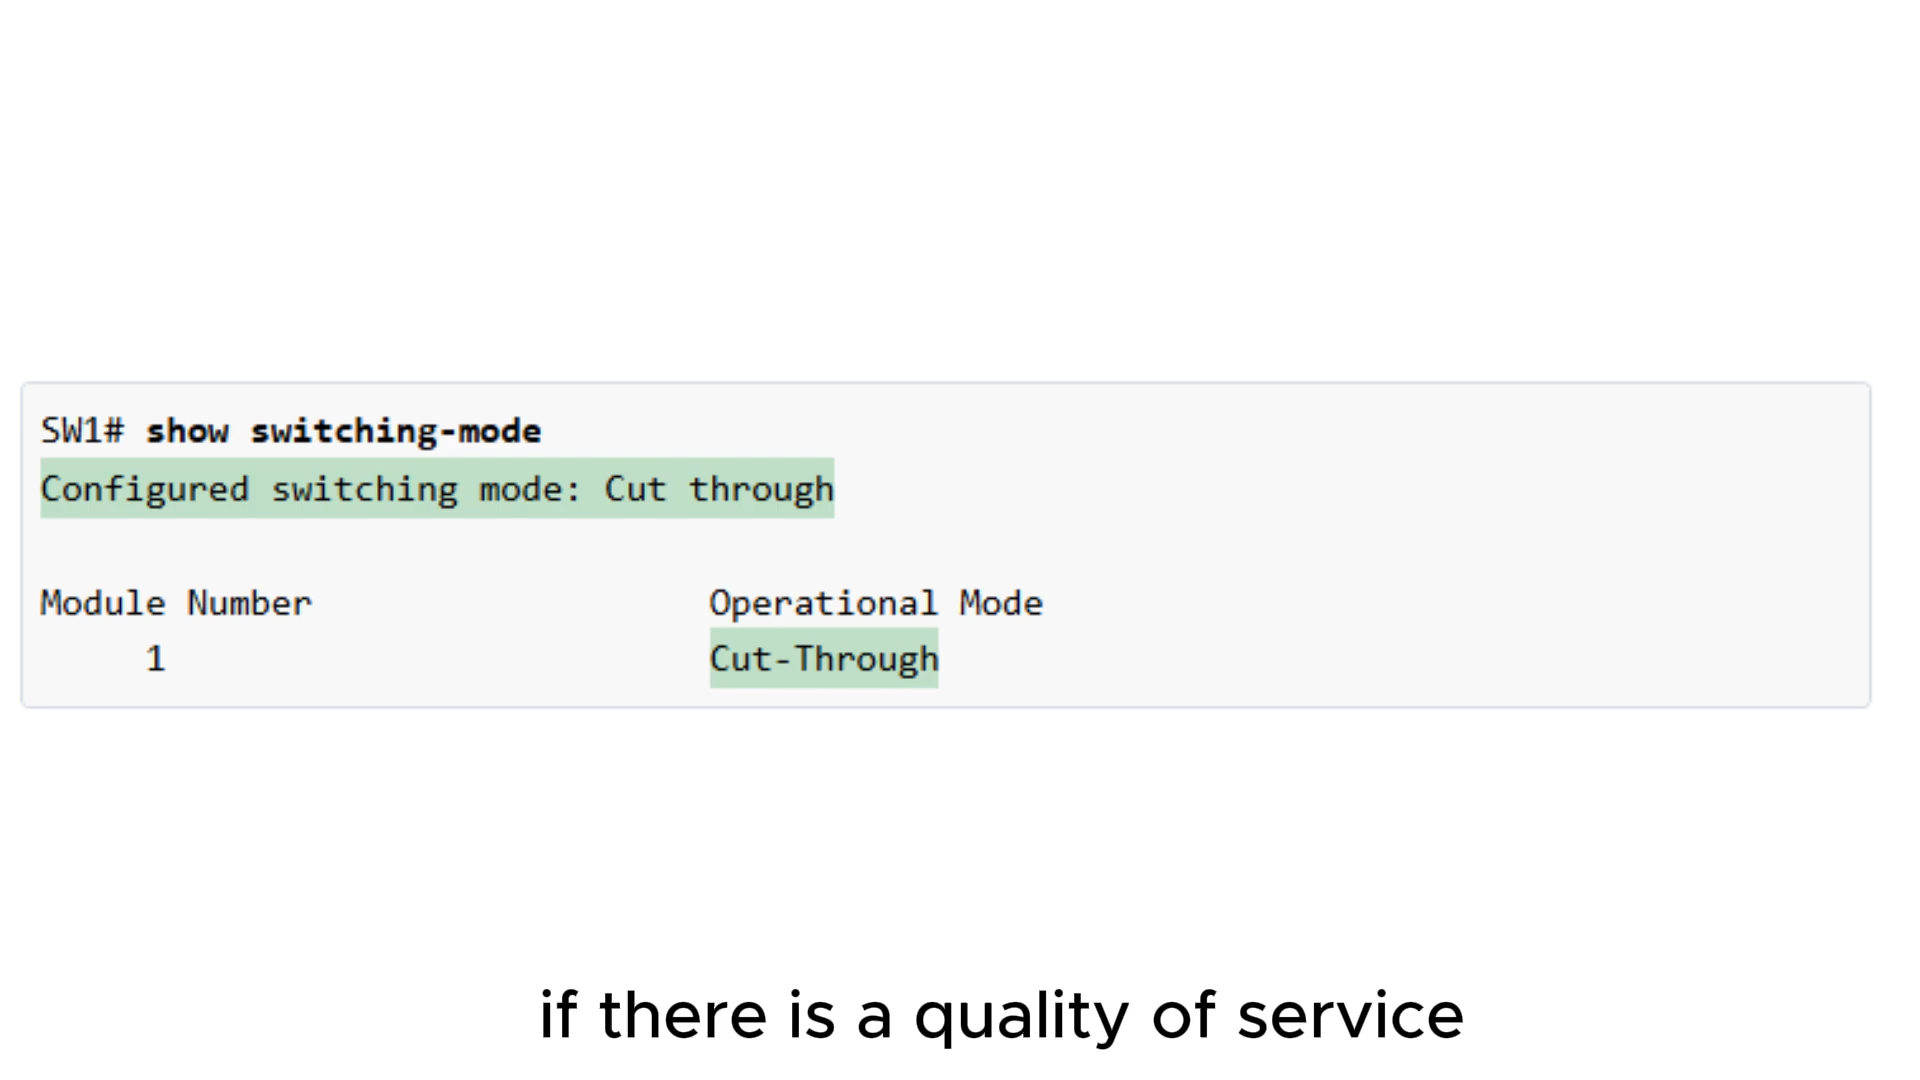 SW1# show switching-mode
Configured switching mode: Cut through
Module Number Operational Mode
1 Cut-Through
if there is a quality of service